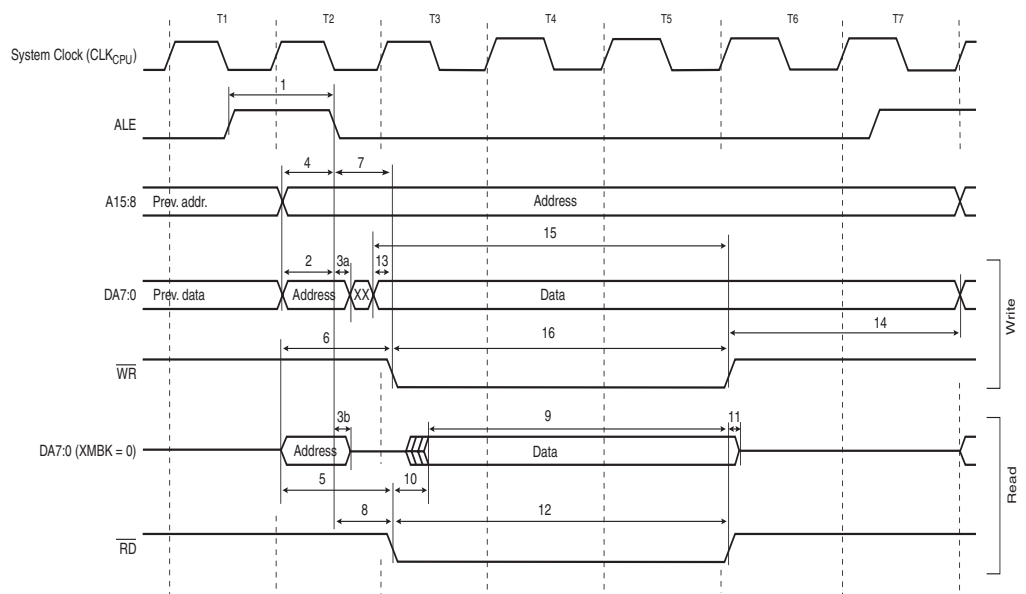 T1 T2 T3 T4 T5 T6 T7
System Clock (CLKCPU)
1
ALE
4 7
A15:8 Prev. addr. Address
15
2 3a 13
DA7:0 Prev. data Address XX Data
14
6 16
WR
Write
3b 9 11
DA7:0 (XMBK = 0) Address Data
5 10
Read
8 12
RD